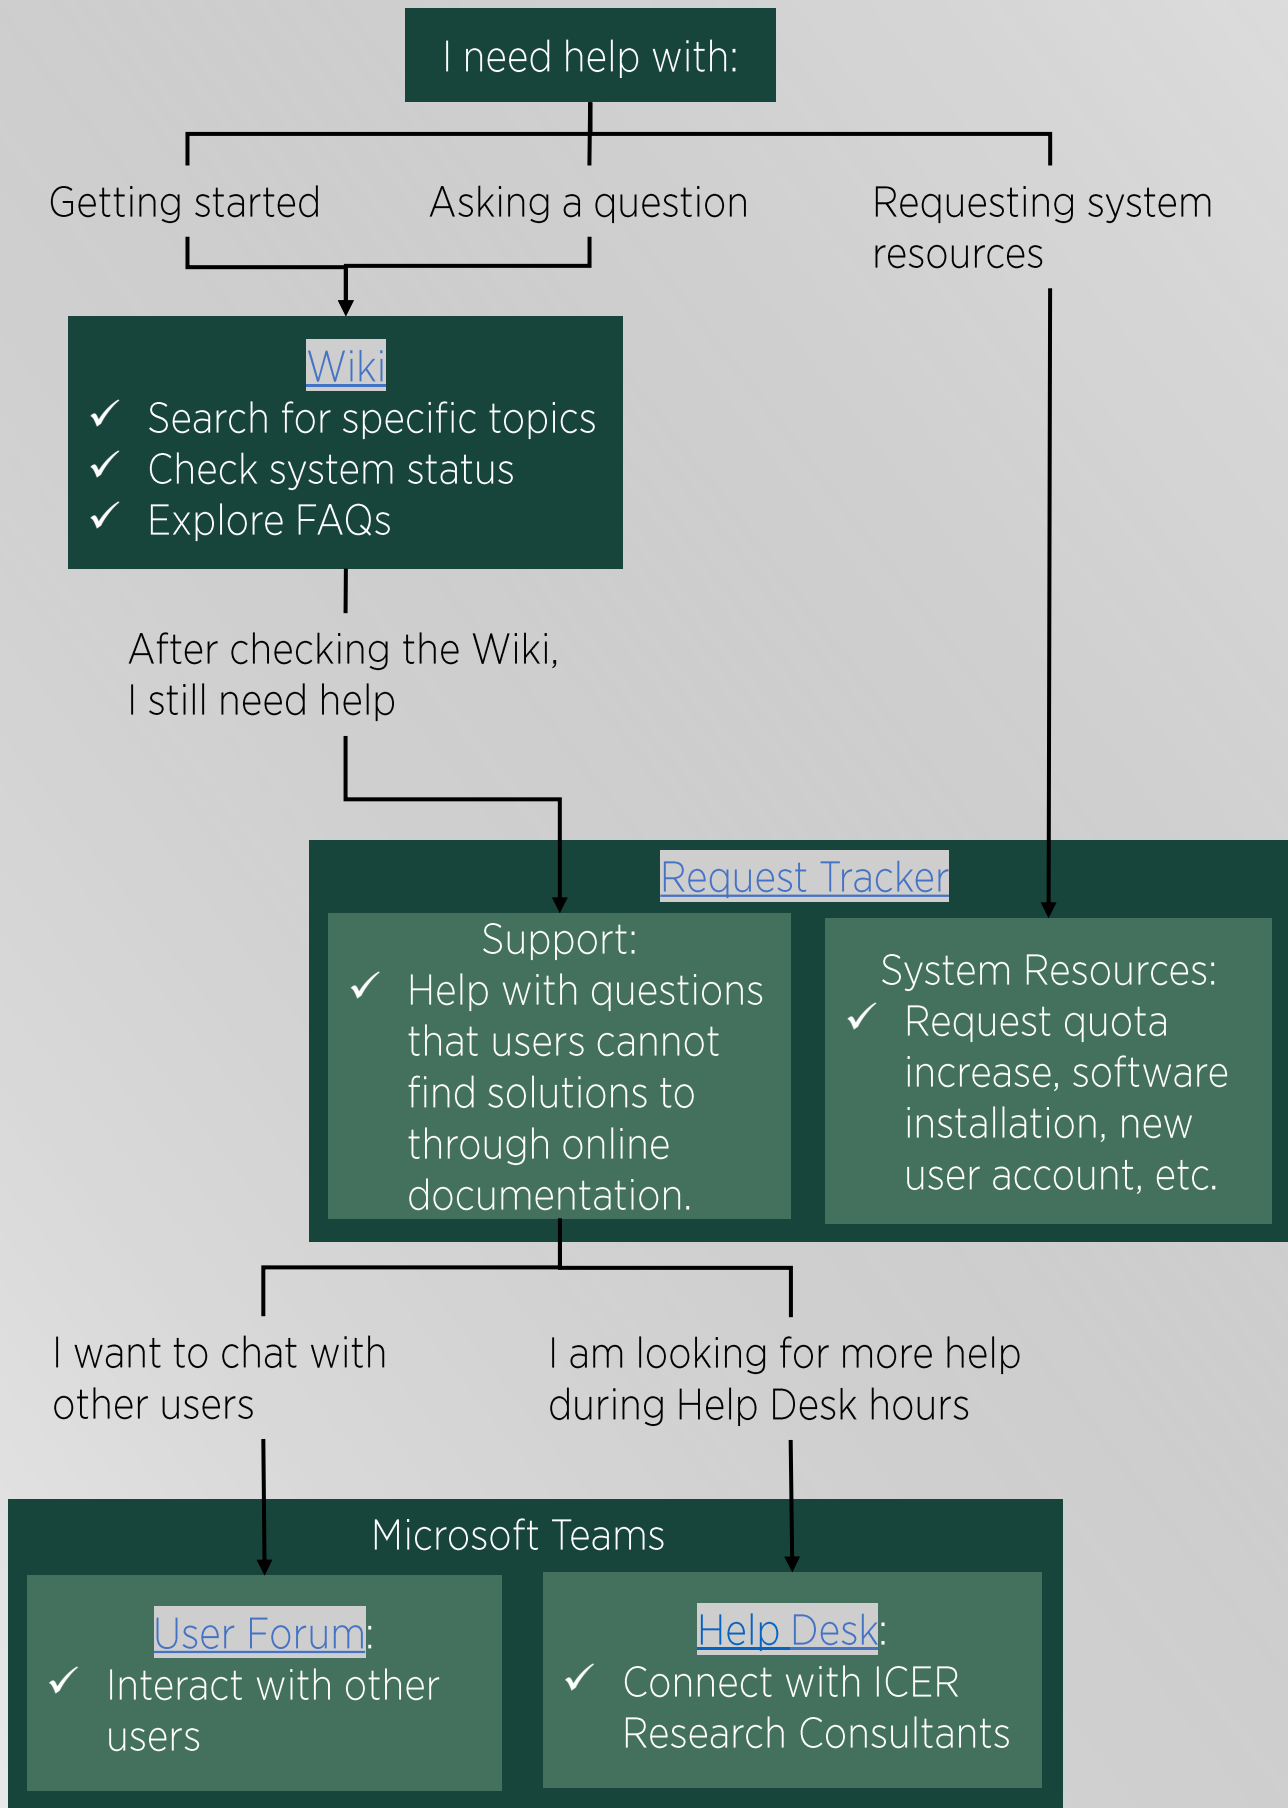 I need help with:
Getting started
Asking a question
Requesting system
resources
Wiki
✓ Search for specific topics
✓ Check system status
✓ Explore FAQs
After checking the Wiki,
I still need help
Request Tracker
Support:
✓ Help with questions
that users cannot
find solutions to
through online
documentation.
System Resources:
✓ Request quota
increase, software
installation, new
user account, etc.
I want to chat with
other users
I am looking for more help
during Help Desk hours
Microsoft Teams
User Forum:
✓ Interact with other
users
Help Desk:
✓ Connect with ICER
Research Consultants